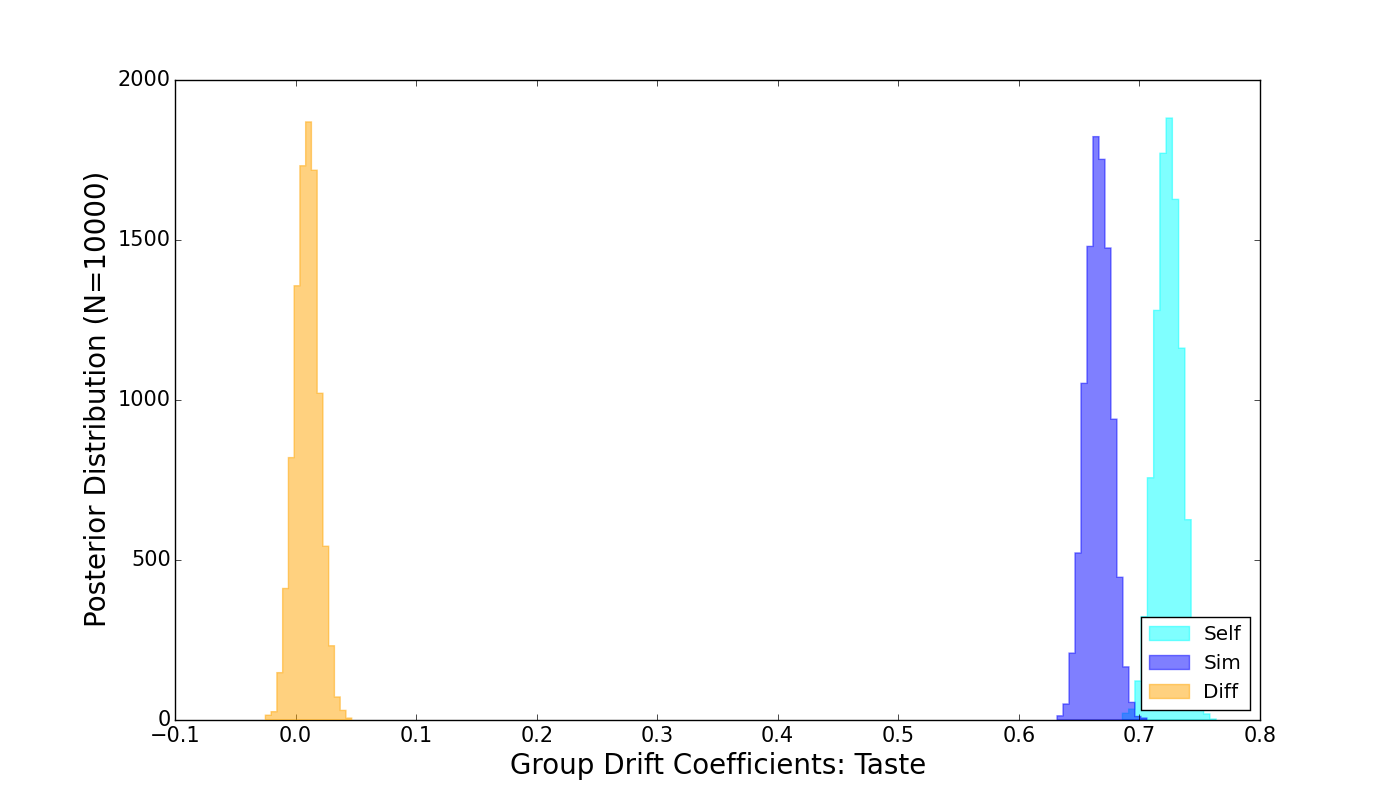 2000
1500
1000
500
0
Posterior Distribution (N=10000)
−0.1 0.0 0.1 0.2 0.3 0.4 0.5 0.6 0.7 0.8
Group Drift Coefficients: Taste
Self
Sim
Diff